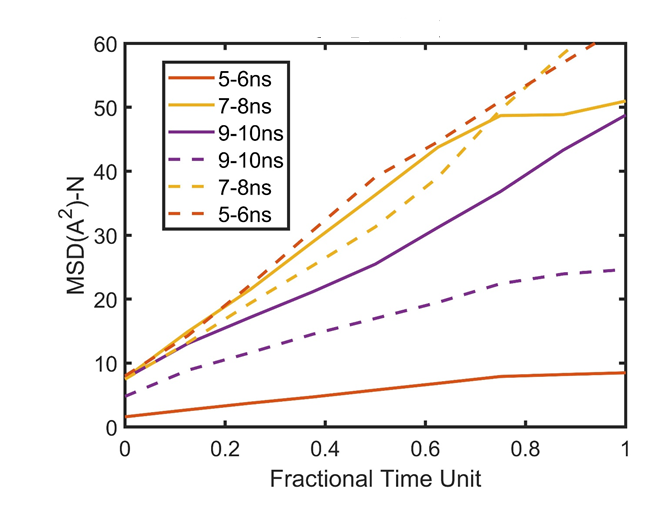 60
50
40
30
20
10
0
MSD(A²)-N
5-6ns
7-8ns
9-10ns
9-10ns
7-8ns
5-6ns
0 0.2 0.4 0.6 0.8 1
Fractional Time Unit